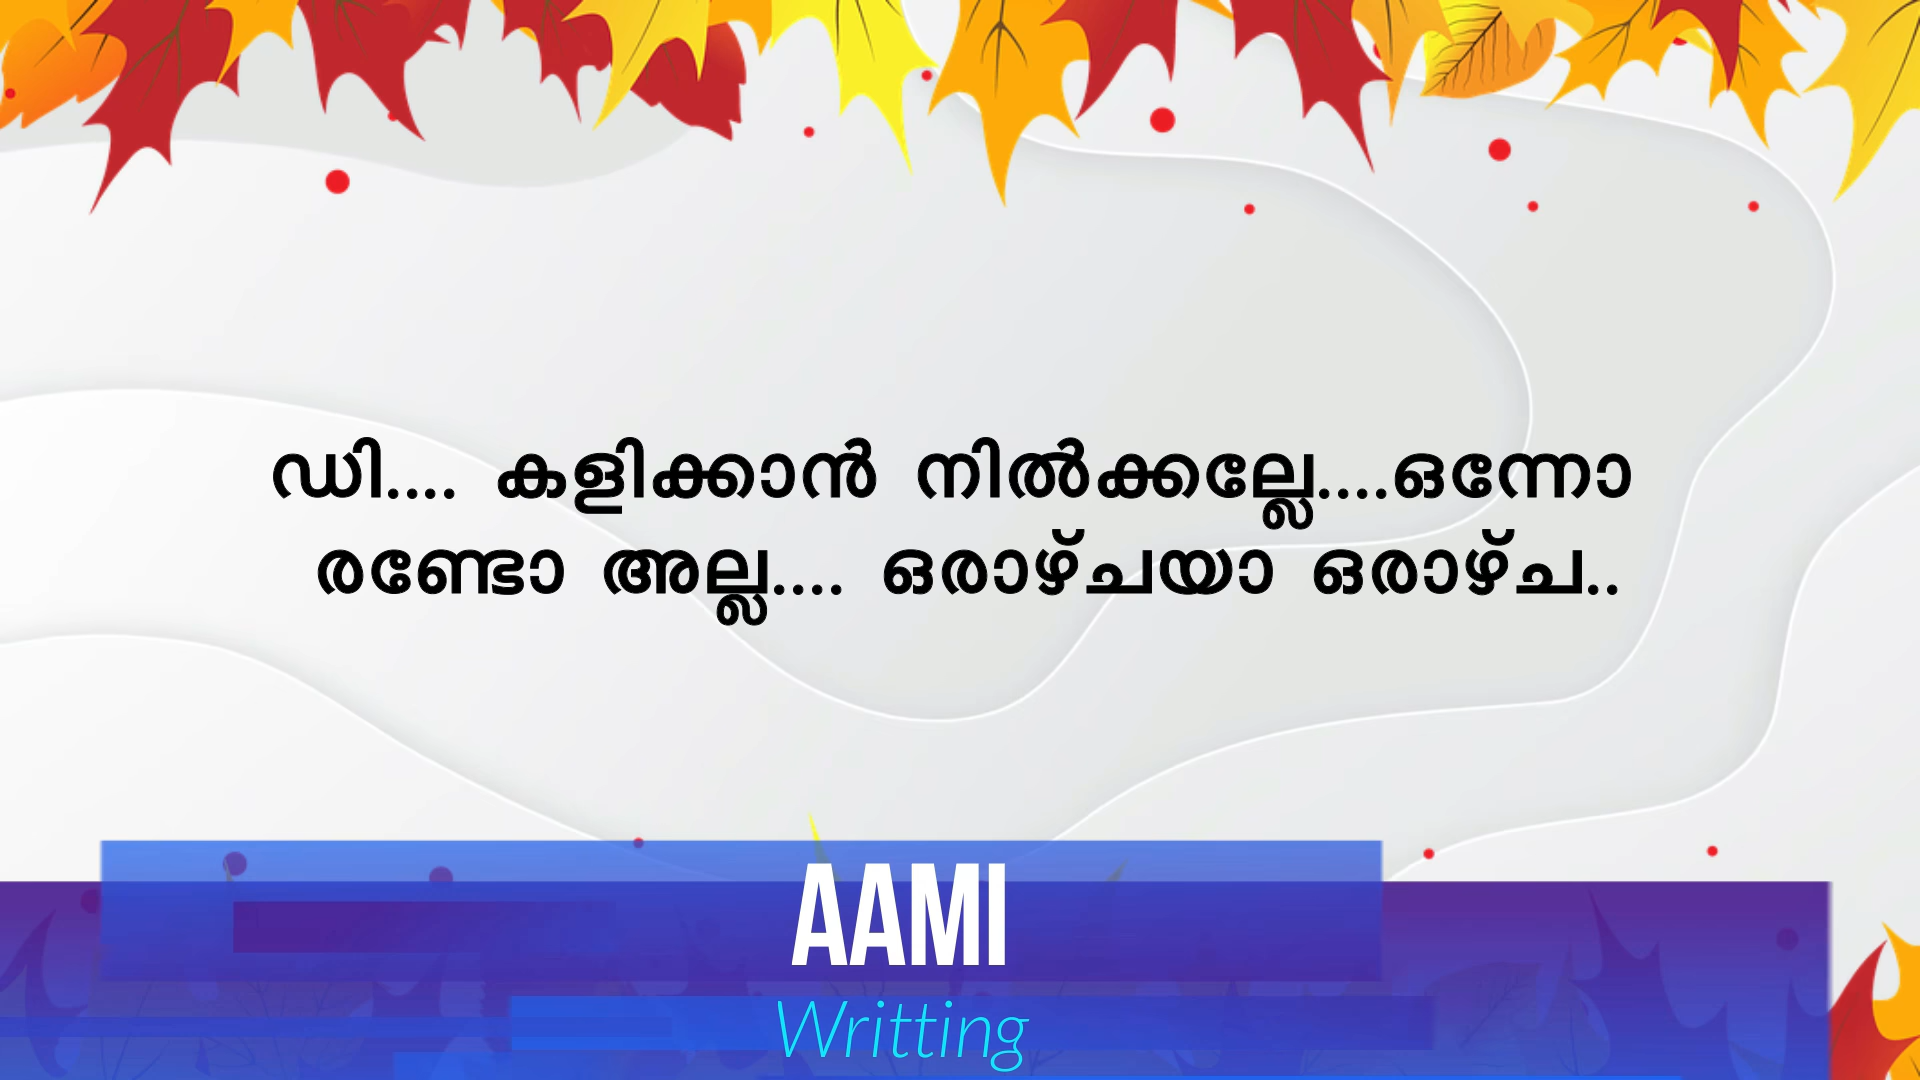 ഡി.... കളിക്കാൻ നിൽക്കല്ലേ....ഒന്നോ
രണ്ടോ അല്ല.... ഒരാഴ്ചയാ ഒരാഴ്ച..
AAMI
Writting